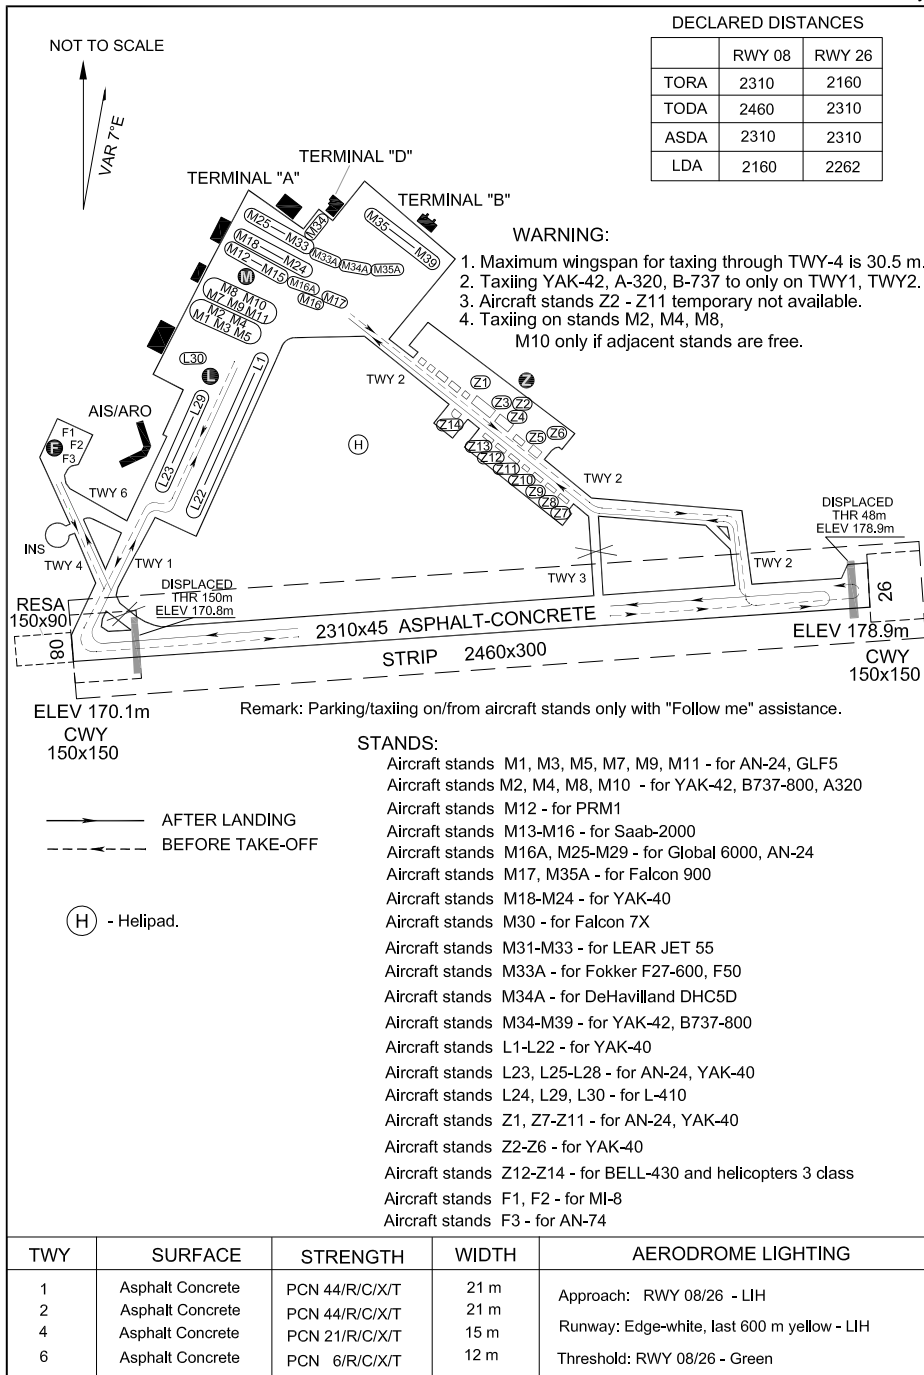 DECLARED DISTANCES
RWY 08 RWY 26
TORA 2310 2160
TODA 2460 2310
ASDA 2310 2310
LDA 2160 2262
NOT TO SCALE
VAR 7°E
TERMINAL "D"
TERMINAL "A"
TERMINAL "B"
M25 M33
M34
M35 M39
M18 M24
M12 M15
M33A M34A M35A
M16A
M16
M17
M
M8 M10
M7 M9 M11
M2 M4
M1 M3 M5
L30
L
L1
L29
L23
L22
WARNING:
1. Maximum wingspan for taxing through TWY-4 is 30.5 m.
2. Taxiing YAK-42, A-320, B-737 to only on TWY1, TWY2.
3. Aircraft stands Z2 - Z11 temporary not available.
4. Taxiing on stands M2, M4, M8,
M10 only if adjacent stands are free.
TWY 2
Z1
Z
Z3 Z2
Z4
Z5 Z6
Z14
Z13
Z12
Z11
Z10
Z9
Z8
Z7
AIS/ARO
F1
F F2
F3
H
TWY 6
TWY 2
INS
TWY 4
TWY 1
TWY 3
TWY 2
DISPLACED
THR 48m
ELEV 178.9m
DISPLACED
THR 150m
ELEV 170.8m
RESA
150x90
08
2310x45 ASPHALT-CONCRETE
26
STRIP 2460x300
ELEV 178.9m
CWY
150x150
ELEV 170.1m
CWY
150x150
Remark: Parking/taxiing on/from aircraft stands only with "Follow me" assistance.
AFTER LANDING
BEFORE TAKE-OFF
H - Helipad.
STANDS:
Aircraft stands M1, M3, M5, M7, M9, M11 - for AN-24, GLF5
Aircraft stands M2, M4, M8, M10 - for YAK-42, B737-800, A320
Aircraft stands M12 - for PRM1
Aircraft stands M13-M16 - for Saab-2000
Aircraft stands M16A, M25-M29 - for Global 6000, AN-24
Aircraft stands M17, M35A - for Falcon 900
Aircraft stands M18-M24 - for YAK-40
Aircraft stands M30 - for Falcon 7X
Aircraft stands M31-M33 - for LEAR JET 55
Aircraft stands M33A - for Fokker F27-600, F50
Aircraft stands M34A - for DeHavilland DHC5D
Aircraft stands M34-M39 - for YAK-42, B737-800
Aircraft stands L1-L22 - for YAK-40
Aircraft stands L23, L25-L28 - for AN-24, YAK-40
Aircraft stands L24, L29, L30 - for L-410
Aircraft stands Z1, Z7-Z11 - for AN-24, YAK-40
Aircraft stands Z2-Z6 - for YAK-40
Aircraft stands Z12-Z14 - for BELL-430 and helicopters 3 class
Aircraft stands F1, F2 - for MI-8
Aircraft stands F3 - for AN-74
TWY SURFACE STRENGTH WIDTH AERODROME LIGHTING
1 Asphalt Concrete PCN 44/R/C/X/T 21 m
2 Asphalt Concrete PCN 44/R/C/X/T 21 m
4 Asphalt Concrete PCN 21/R/C/X/T 15 m
6 Asphalt Concrete PCN 6/R/C/X/T 12 m
Approach: RWY 08/26 - LIH
Runway: Edge-white, last 600 m yellow - LIH
Threshold: RWY 08/26 - Green